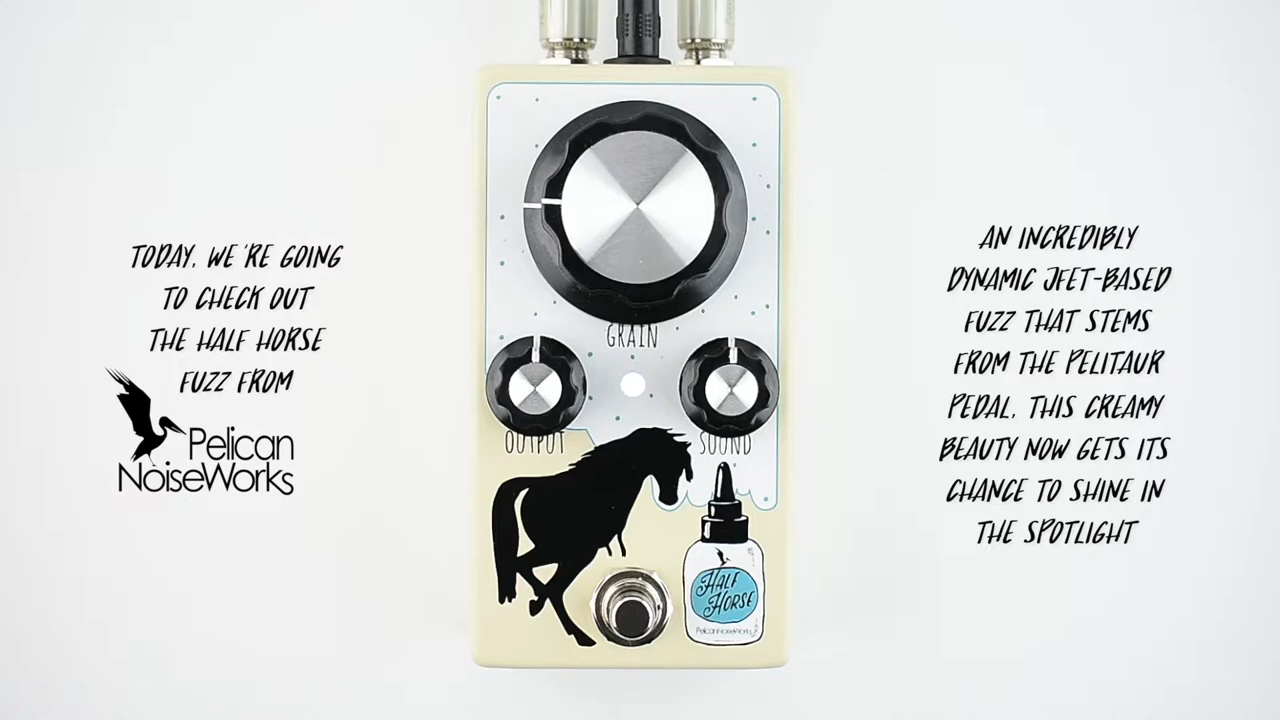 TODAY, WE'RE GOING
TO CHECK OUT
THE HALF HORSE
FUZZ FROM
Pelican
NoiseWorks
GRAIN
OUTPUT
SOUND
HALF
HORSE
PelicanNoiseWorks
AN INCREDIBLY
DYNAMIC JFET-BASED
FUZZ THAT STEMS
FROM THE PELITAUR
PEDAL, THIS CREAMY
BEAUTY NOW GETS ITS
CHANCE TO SHINE IN
THE SPOTLIGHT